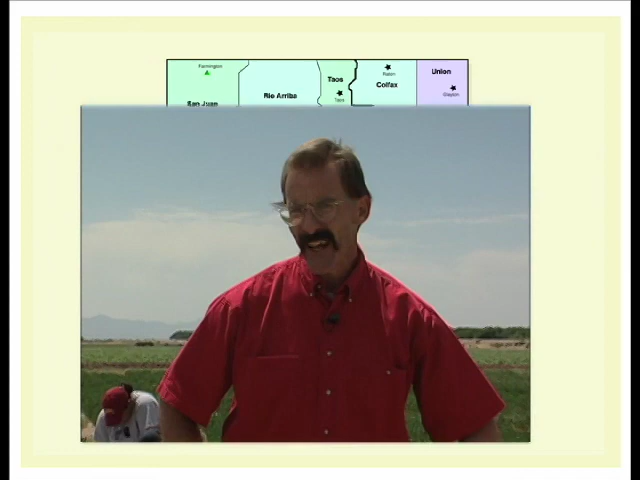 Farmington
San Juan
Rio Arriba
Taos
Taos
Raton
Colfax
Union
Clayton